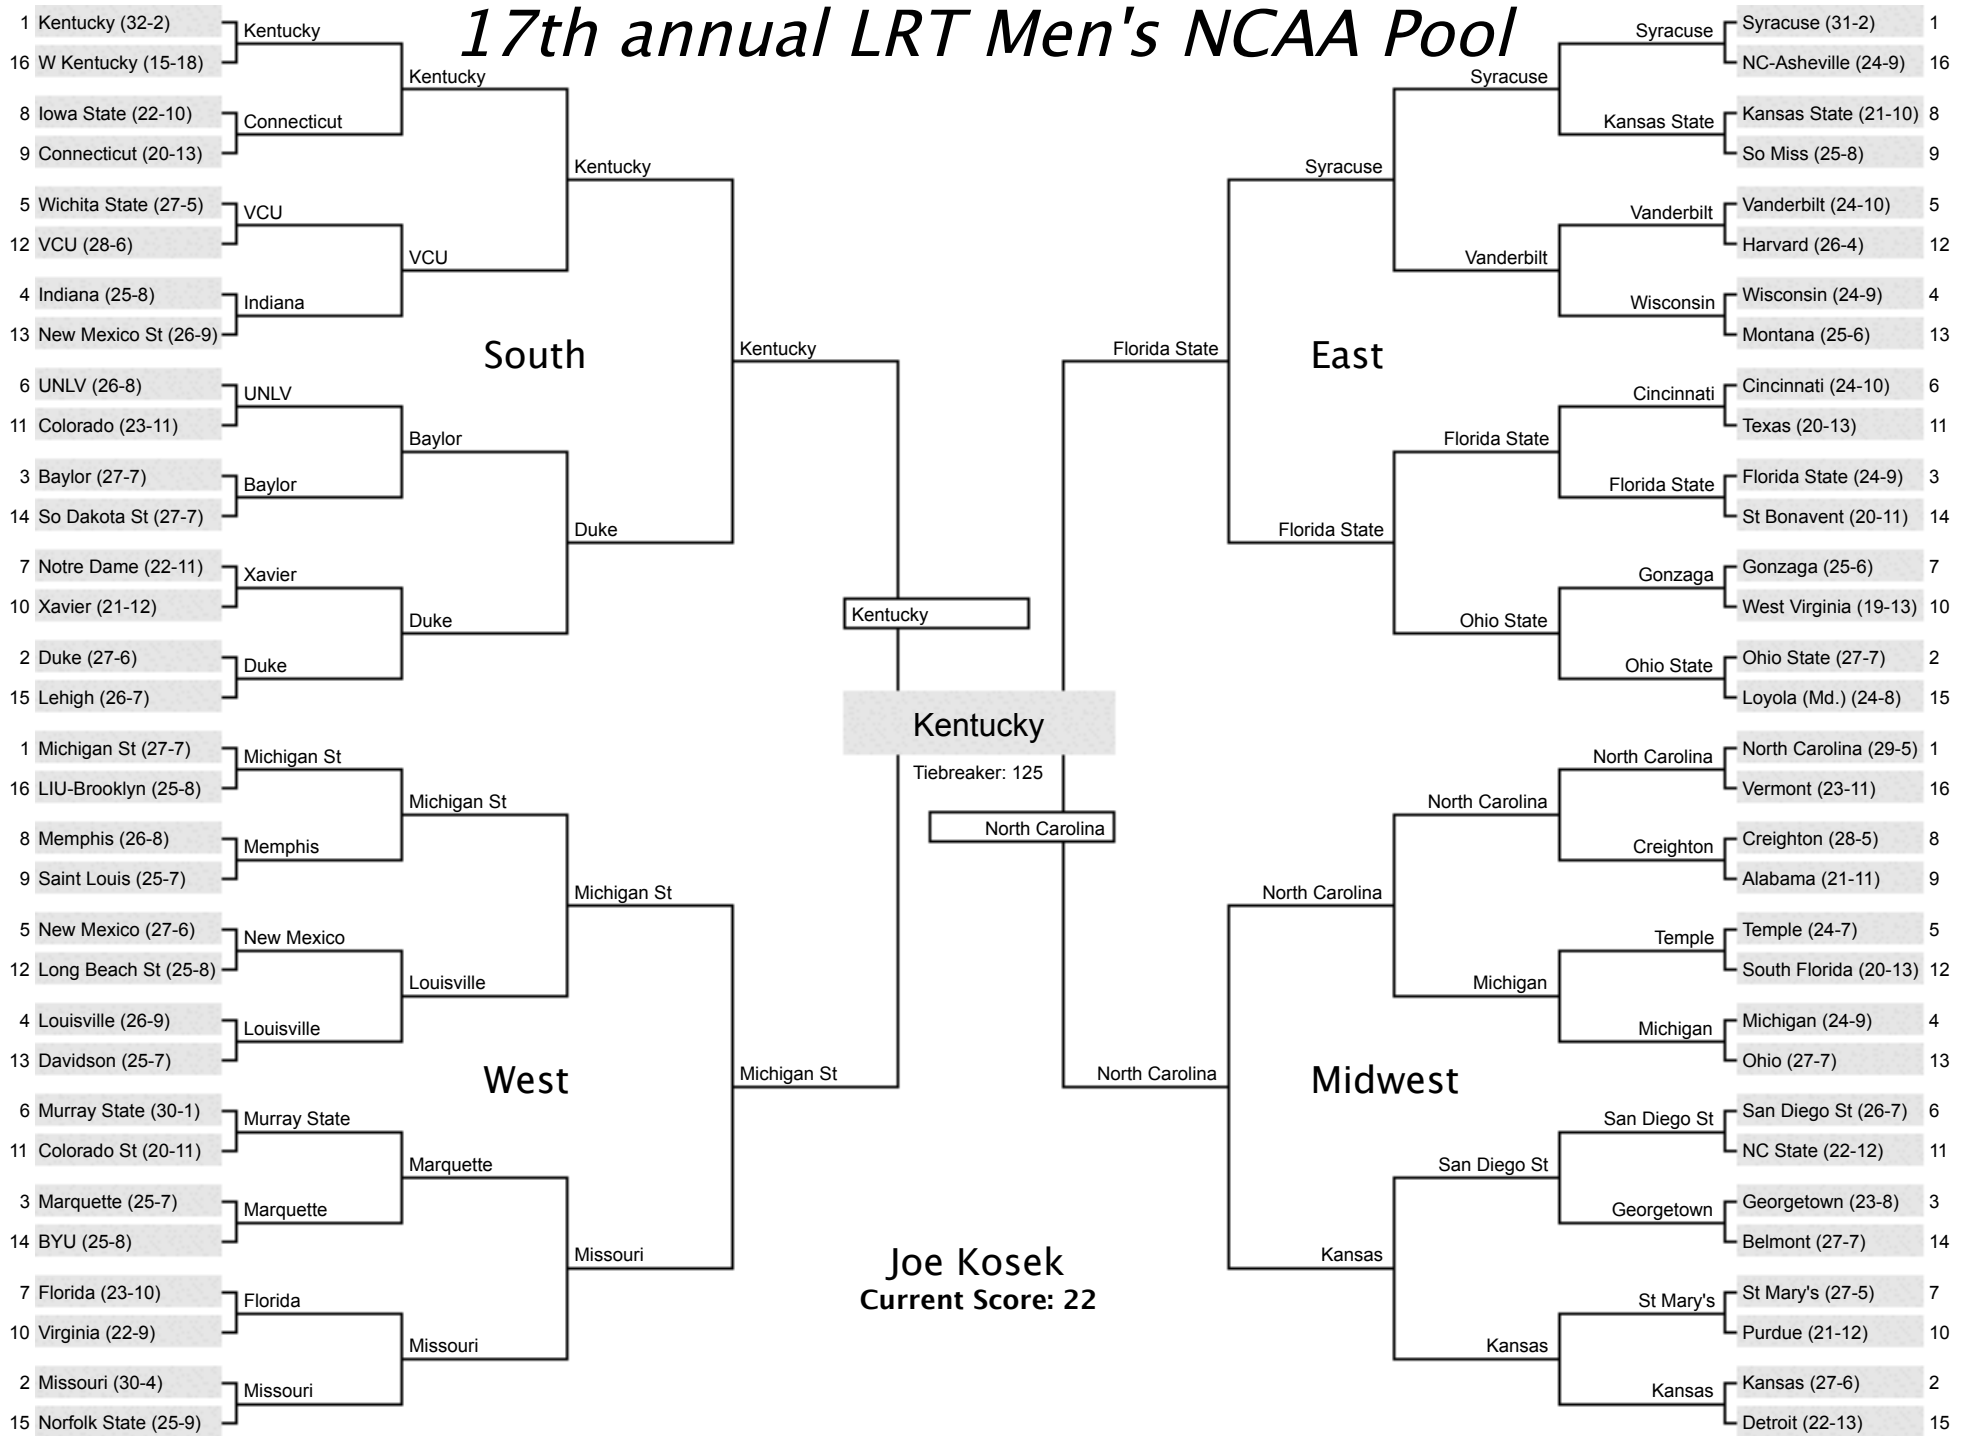 17th annual LRT Men's NCAA Pool
1 Kentucky (32-2)
16 W Kentucky (15-18)
8 Iowa State (22-10)
9 Connecticut (20-13)
5 Wichita State (27-5)
12 VCU (28-6)
4 Indiana (25-8)
13 New Mexico St (26-9)
6 UNLV (26-8)
11 Colorado (23-11)
3 Baylor (27-7)
14 So Dakota St (27-7)
7 Notre Dame (22-11)
10 Xavier (21-12)
2 Duke (27-6)
15 Lehigh (26-7)
Kentucky
Connecticut
VCU
Indiana
UNLV
Baylor
Xavier
Duke
Kentucky
VCU
Baylor
Duke
Kentucky
Duke
South
Kentucky
1 Michigan St (27-7)
16 LIU-Brooklyn (25-8)
8 Memphis (26-8)
9 Saint Louis (25-7)
5 New Mexico (27-6)
12 Long Beach St (25-8)
4 Louisville (26-9)
13 Davidson (25-7)
6 Murray State (30-1)
11 Colorado St (20-11)
3 Marquette (25-7)
14 BYU (25-8)
7 Florida (23-10)
10 Virginia (22-9)
2 Missouri (30-4)
15 Norfolk State (25-9)
Michigan St
Memphis
New Mexico
Louisville
Murray State
Marquette
Florida
Missouri
Michigan St
Louisville
Marquette
Missouri
Michigan St
Missouri
West
Michigan St
Kentucky
Kentucky
Tiebreaker: 125
North Carolina
Joe Kosek
Current Score: 22
Syracuse (31-2) 1
NC-Asheville (24-9) 16
Kansas State (21-10) 8
So Miss (25-8) 9
Vanderbilt (24-10) 5
Harvard (26-4) 12
Wisconsin (24-9) 4
Montana (25-6) 13
Cincinnati (24-10) 6
Texas (20-13) 11
Florida State (24-9) 3
St Bonavent (20-11) 14
Gonzaga (25-6) 7
West Virginia (19-13) 10
Ohio State (27-7) 2
Loyola (Md.) (24-8) 15
Syracuse
Kansas State
Vanderbilt
Wisconsin
Cincinnati
Florida State
Gonzaga
Ohio State
Syracuse
Vanderbilt
Florida State
Ohio State
Syracuse
Florida State
East
Florida State
North Carolina (29-5) 1
Vermont (23-11) 16
Creighton (28-5) 8
Alabama (21-11) 9
Temple (24-7) 5
South Florida (20-13) 12
Michigan (24-9) 4
Ohio (27-7) 13
San Diego St (26-7) 6
NC State (22-12) 11
Georgetown (23-8) 3
Belmont (27-7) 14
St Mary's (27-5) 7
Purdue (21-12) 10
Kansas (27-6) 2
Detroit (22-13) 15
North Carolina
Creighton
Temple
Michigan
San Diego St
Georgetown
St Mary's
Kansas
North Carolina
Michigan
San Diego St
Kansas
North Carolina
Kansas
Midwest
North Carolina